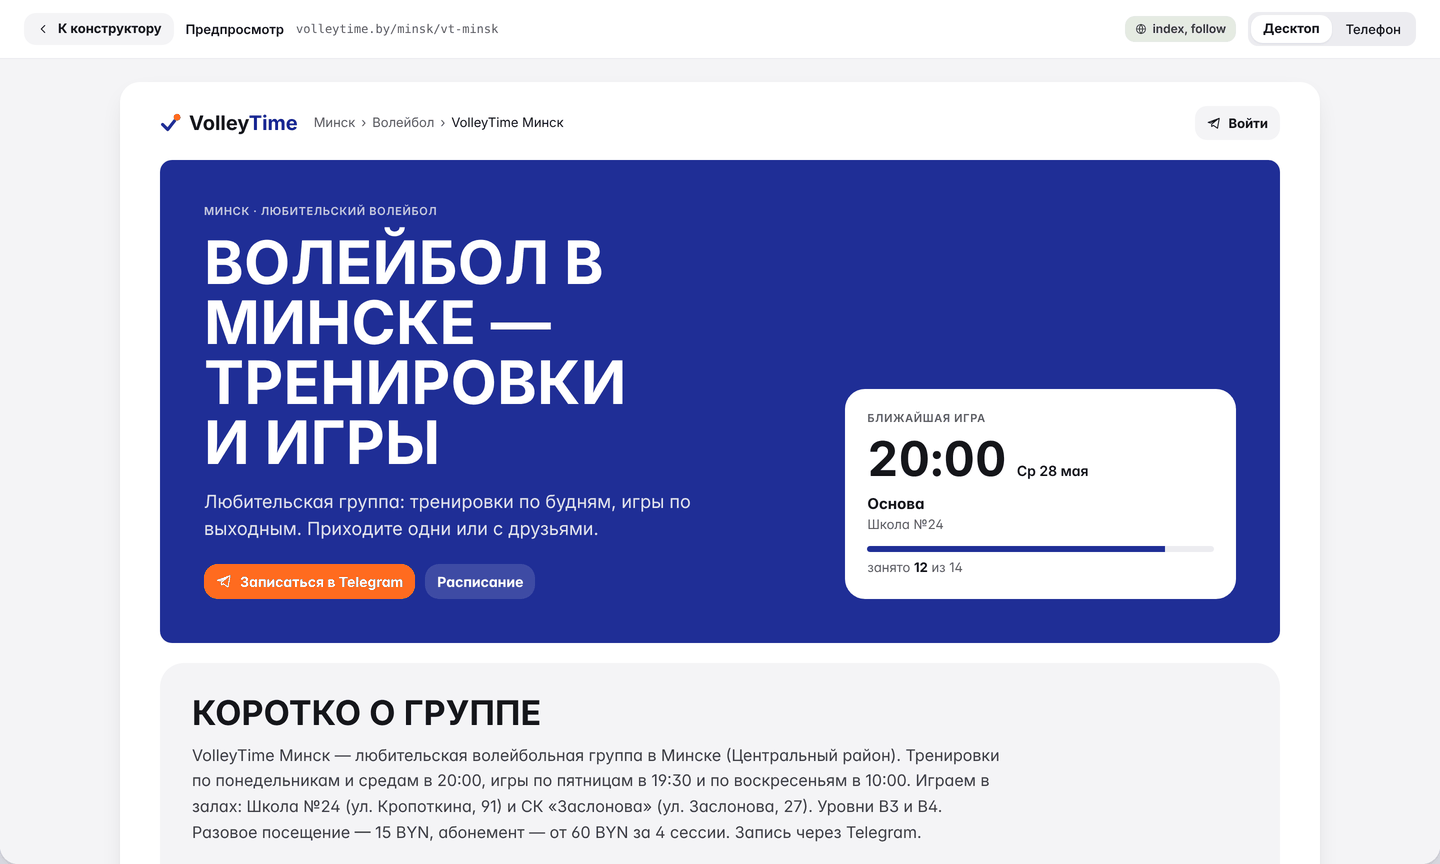 К конструктору
Предпросмотр
volleytime.by/minsk/vt-minsk
index, follow
Десктоп
Телефон
VolleyTime
Минск › Волейбол › VolleyTime Минск
Войти
МИНСК · ЛЮБИТЕЛЬСКИЙ ВОЛЕЙБОЛ
ВОЛЕЙБОЛ В
МИНСКЕ —
ТРЕНИРОВКИ
И ИГРЫ
Любительская группа: тренировки по будням, игры по
выходным. Приходите одни или с друзьями.
Записаться в Telegram
Расписание
БЛИЖАЙШАЯ ИГРА
20:00 Ср 28 мая
Основа
Школа №24
занято 12 из 14
КОРОТКО О ГРУППЕ
VolleyTime Минск — любительская волейбольная группа в Минске (Центральный район). Тренировки
по понедельникам и средам в 20:00, игры по пятницам в 19:30 и по воскресеньям в 10:00. Играем в
залах: Школа №24 (ул. Кропоткина, 91) и СК «Заслонова» (ул. Заслонова, 27). Уровни B3 и B4.
Разовое посещение — 15 BYN, абонемент — от 60 BYN за 4 сессии. Запись через Telegram.